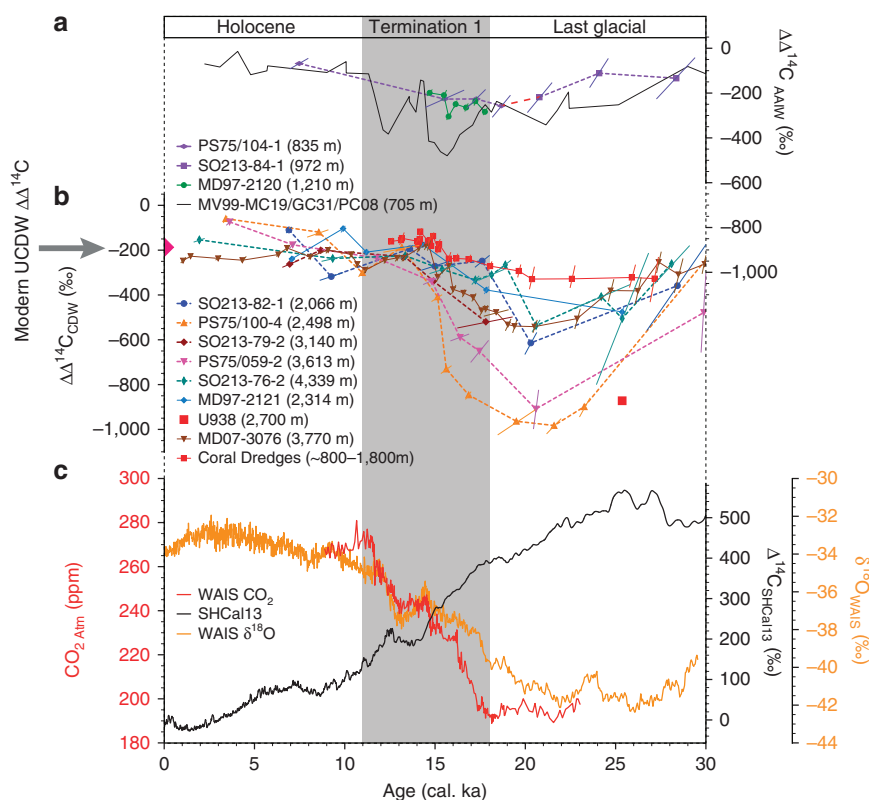 a
Holocene Termination 1 Last glacial
0
−200
−400
−600
ΔΔ¹⁴C AAIW (‰)
PS75/104-1 (835 m)
SO213-84-1 (972 m)
MD97-2120 (1,210 m)
MV99-MC19/GC31/PC08 (705 m)
b
Modern UCDW ΔΔ¹⁴C
ΔΔ¹⁴C CDW (‰)
0
−200
−400
−600
−800
−1,000
−800
−1,000
SO213-82-1 (2,066 m)
PS75/100-4 (2,498 m)
SO213-79-2 (3,140 m)
PS75/059-2 (3,613 m)
SO213-76-2 (4,339 m)
MD97-2121 (2,314 m)
U938 (2,700 m)
MD07-3076 (3,770 m)
Coral Dredges (~800–1,800m)
c
CO₂ Atm (ppm)
300
280
260
240
220
200
180
WAIS CO₂
SHCal13
WAIS δ¹⁸O
500
400
300
200
100
0
Δ¹⁴C SHCal13 (‰)
−30
−32
−34
−36
−38
−40
−42
−44
δ¹⁸O WAIS (‰)
0 5 10 15 20 25 30
Age (cal. ka)